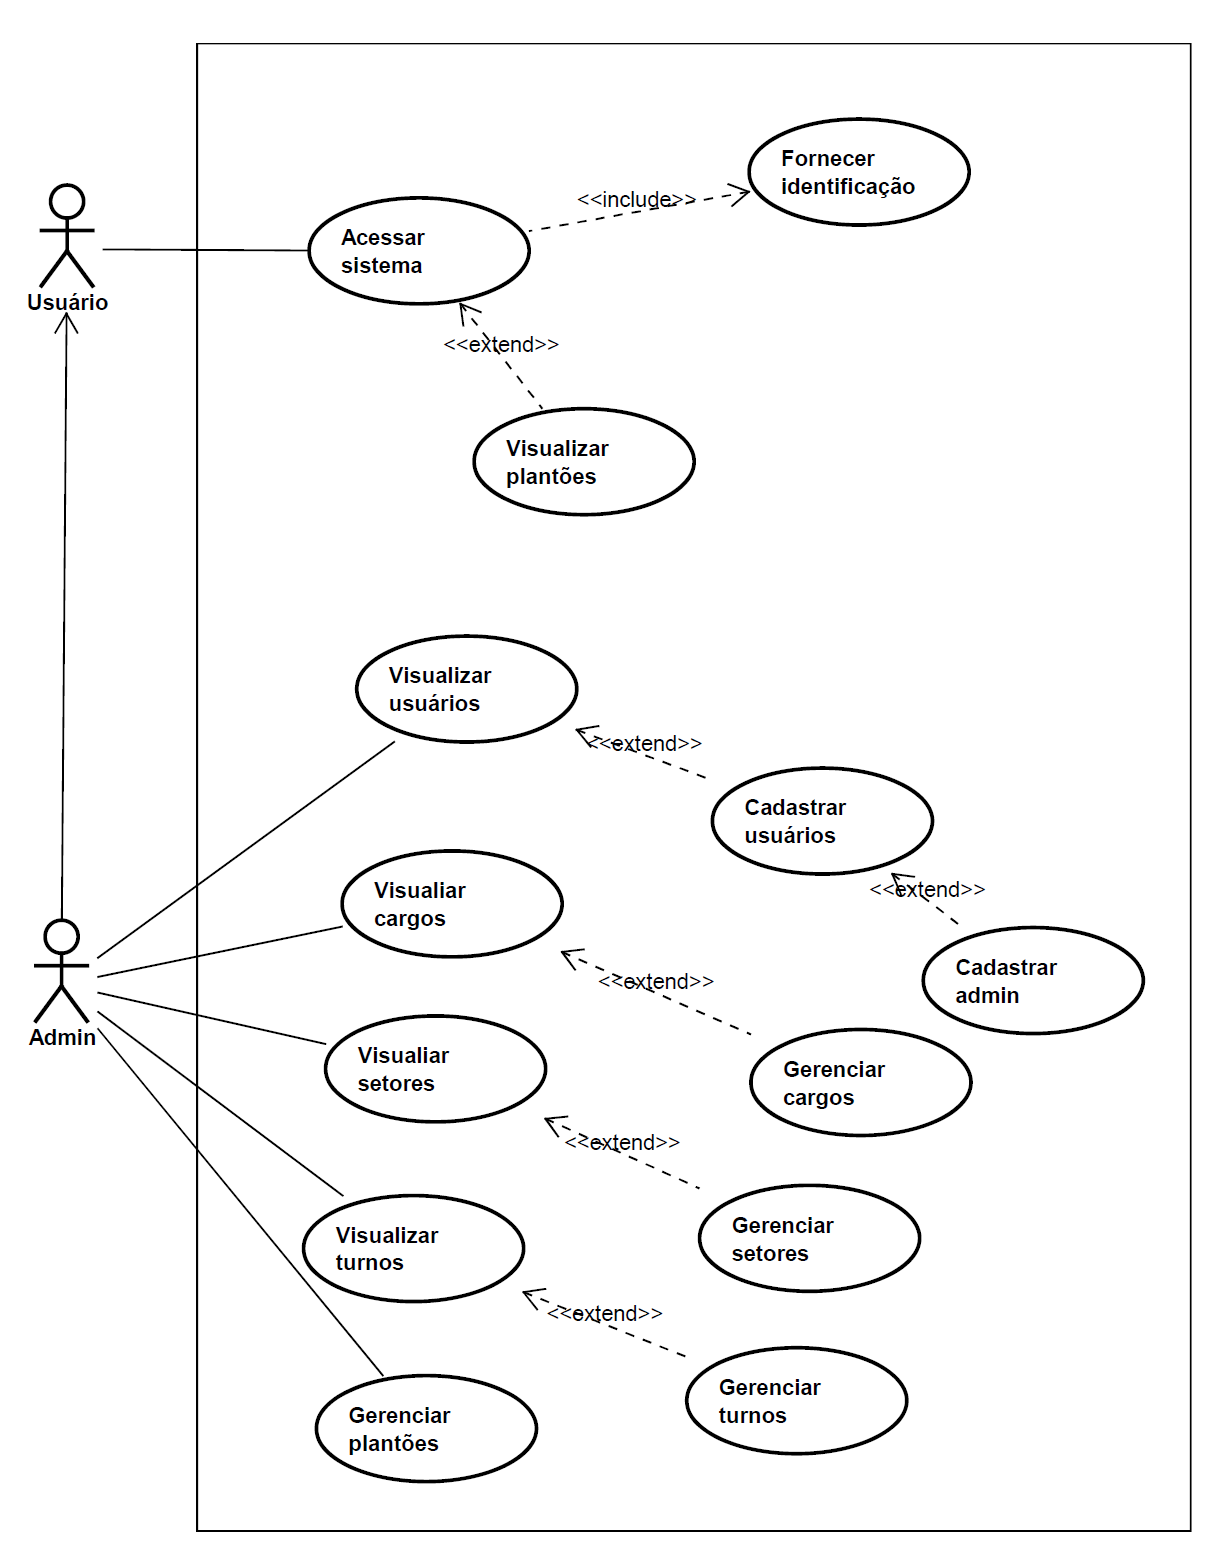 Fornecer
identificação
<<include>>
Acessar
sistema
Usuário
<<extend>>
Visualizar
plantões
Visualizar
usuários
<<extend>>
Cadastrar
usuários
Visualiar
cargos
<<extend>>
Cadastrar
admin
<<extend>>
Admin
Visualiar
setores
Gerenciar
cargos
<<extend>>
Gerenciar
setores
Visualizar
turnos
<<extend>>
Gerenciar
turnos
Gerenciar
plantões